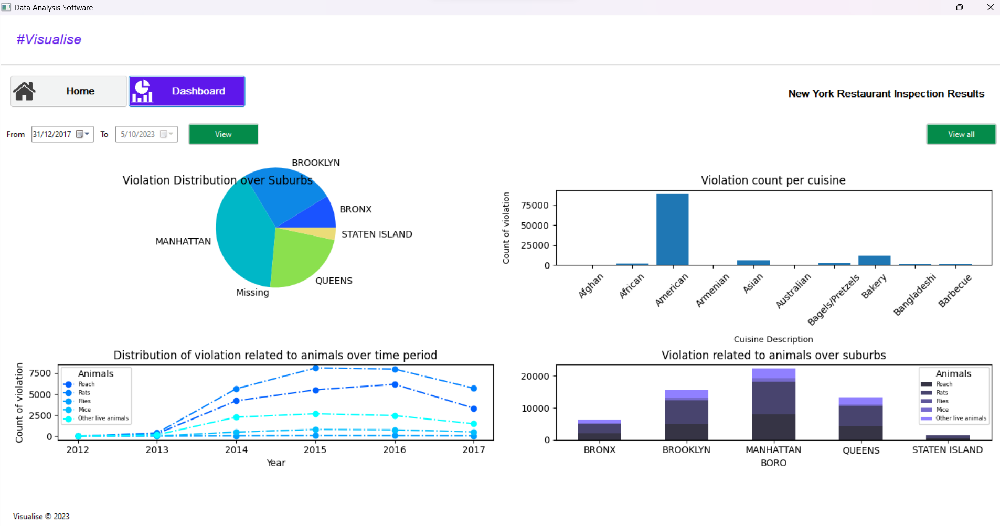 Data Analysis Software
#Visualise
Home
Dashboard
New York Restaurant Inspection Results
From 31/12/2017 To 5/10/2023 View
View all
Violation Distribution over Suburbs
BROOKLYN
BRONX
STATEN ISLAND
MANHATTAN
QUEENS
Missing
Violation count per cuisine
Count of violation
75000
50000
25000
0
Afghan
African
American
Armenian
Asian
Australian
Bagels/Pretzels
Bakery
Bangladeshi
Barbecue
Cuisine Description
Distribution of violation related to animals over time period
Count of violation
7500
5000
2500
0
Animals
Roach
Rats
Flies
Mice
Other live animals
2012 2013 2014 2015 2016 2017
Year
Violation related to animals over suburbs
20000
10000
0
Animals
Roach
Rats
Flies
Mice
Other live animals
BRONX BROOKLYN MANHATTAN QUEENS STATEN ISLAND
BORO
Visualise © 2023